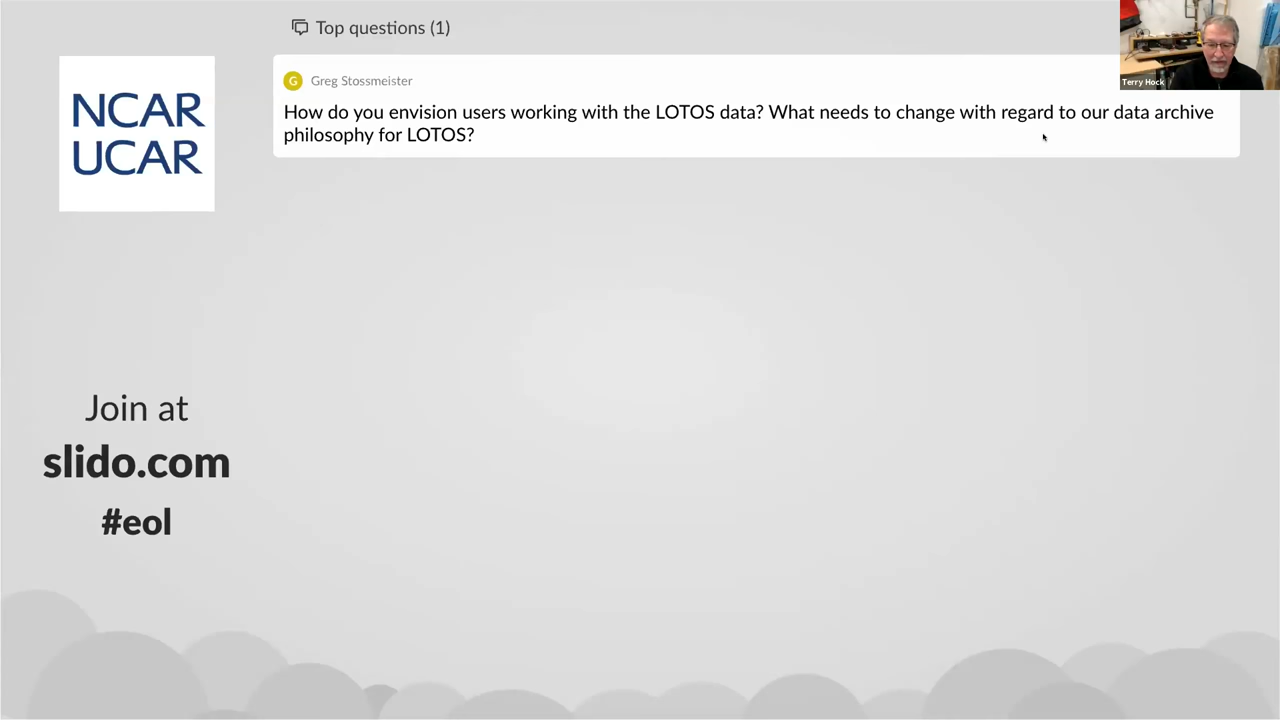 Top questions (1)
NCAR
UCAR
G
Greg Stossmeister
How do you envision users working with the LOTOS data? What needs to change with regard to our data archive
philosophy for LOTOS?
Terry Hock
Join at
slido.com
#eol